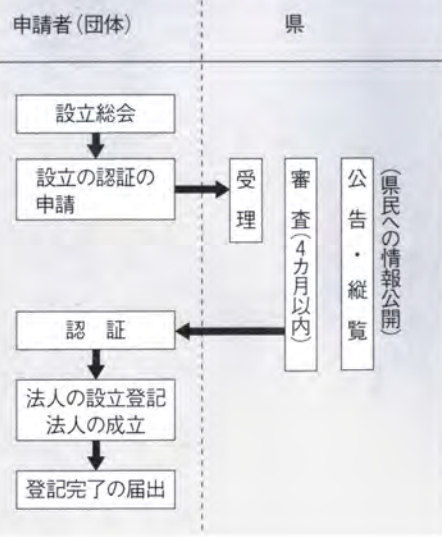 申請者(団体)
県
設立総会
設立の認証の
申請
受理
審査(4カ月以内)
公告・縦覧
(県民への情報公開)
認証
法人の設立登記
法人の成立
登記完了の届出